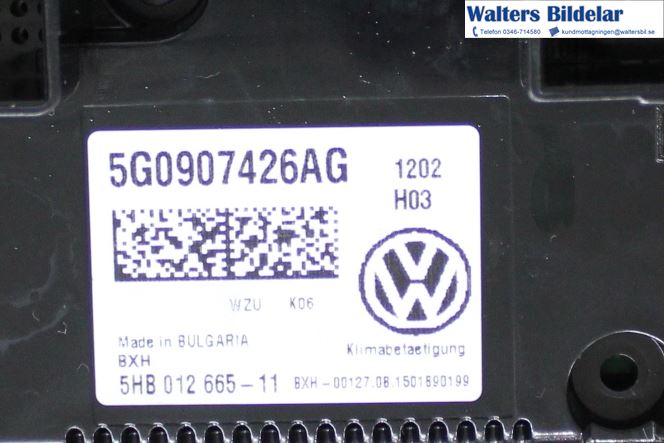 Walters Bildelar
Telefon 0346-714580 kundmottagningen@waltersbil.se
5G0907426AG 1202
H03
WZU K06
Made in BULGARIA
BXH
Klimabetaetigung
5HB 012 665-11 BXH-00127.08.1501890199